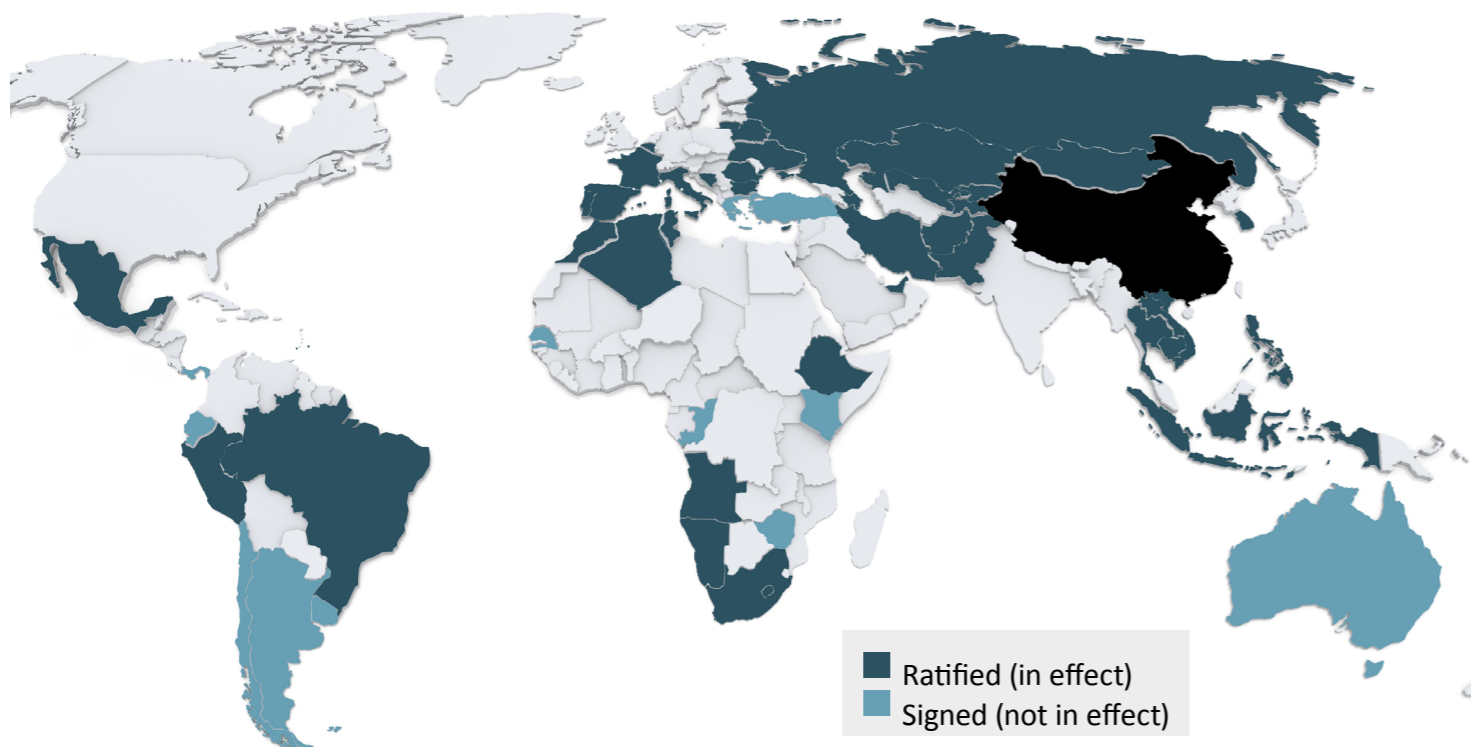 Ratified (in effect)
Signed (not in effect)